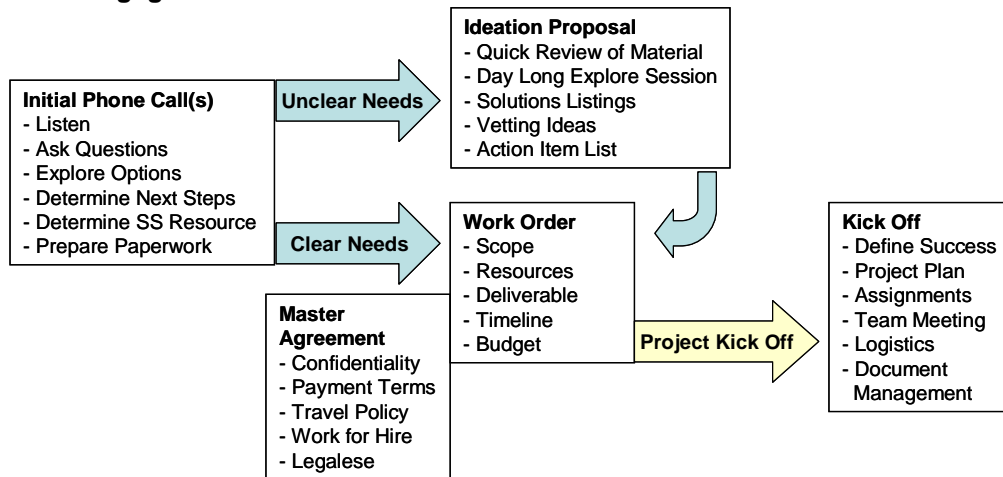 Ideation Proposal
- Quick Review of Material
- Day Long Explore Session
- Solutions Listings
- Vetting Ideas
- Action Item List
Initial Phone Call(s)
- Listen
- Ask Questions
- Explore Options
- Determine Next Steps
- Determine SS Resource
- Prepare Paperwork
Unclear Needs
Clear Needs
Work Order
- Scope
- Resources
- Deliverable
- Timeline
- Budget
Master
Agreement
- Confidentiality
- Payment Terms
- Travel Policy
- Work for Hire
- Legalese
Project Kick Off
Kick Off
- Define Success
- Project Plan
- Assignments
- Team Meeting
- Logistics
- Document
Management